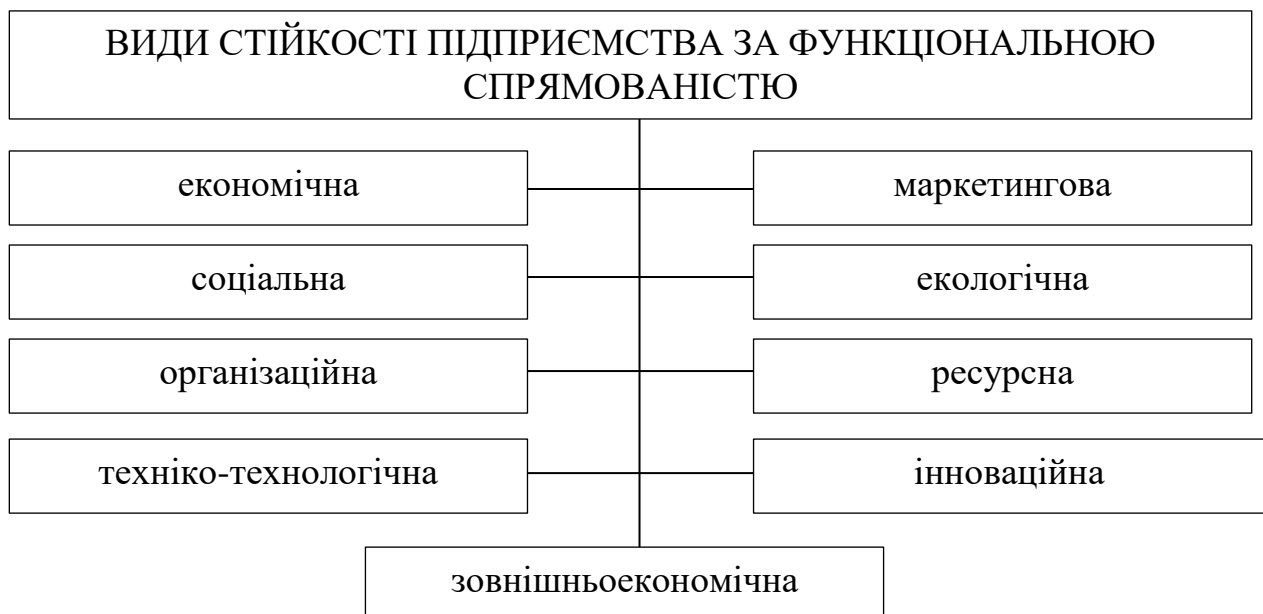 ВИДИ СТІЙКОСТІ ПІДПРИЄМСТВА ЗА ФУНКЦІОНАЛЬНОЮ
СПРЯМОВАНІСТЮ
економічна
маркетингова
соціальна
екологічна
організаційна
ресурсна
техніко-технологічна
інноваційна
зовнішньоекономічна